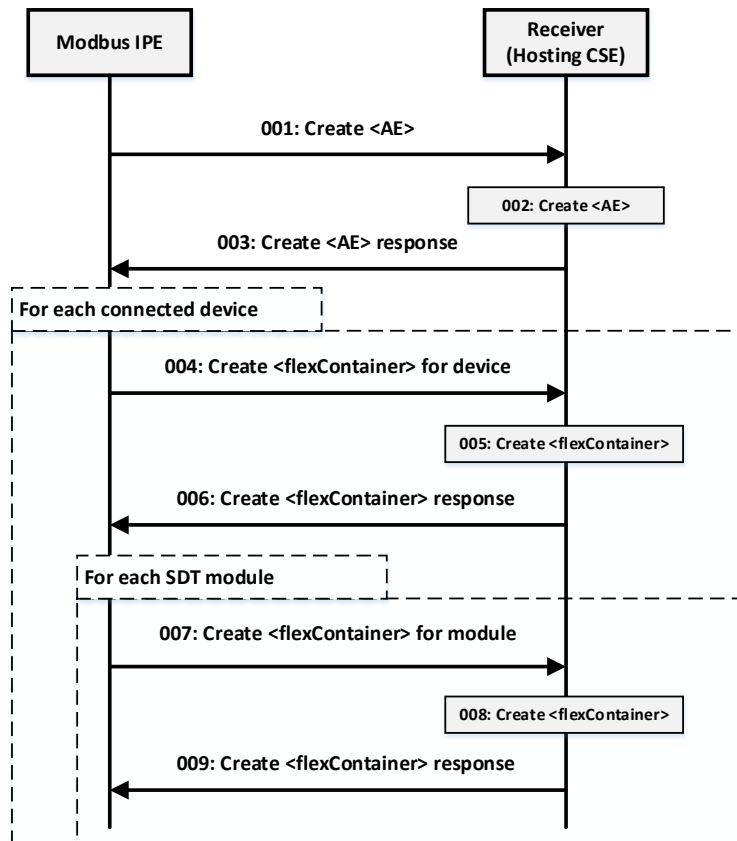 Modbus IPE
Receiver
(Hosting CSE)
001: Create <AE>
002: Create <AE>
003: Create <AE> response
For each connected device
004: Create <flexContainer> for device
005: Create <flexContainer>
006: Create <flexContainer> response
For each SDT module
007: Create <flexContainer> for module
008: Create <flexContainer>
009: Create <flexContainer> response